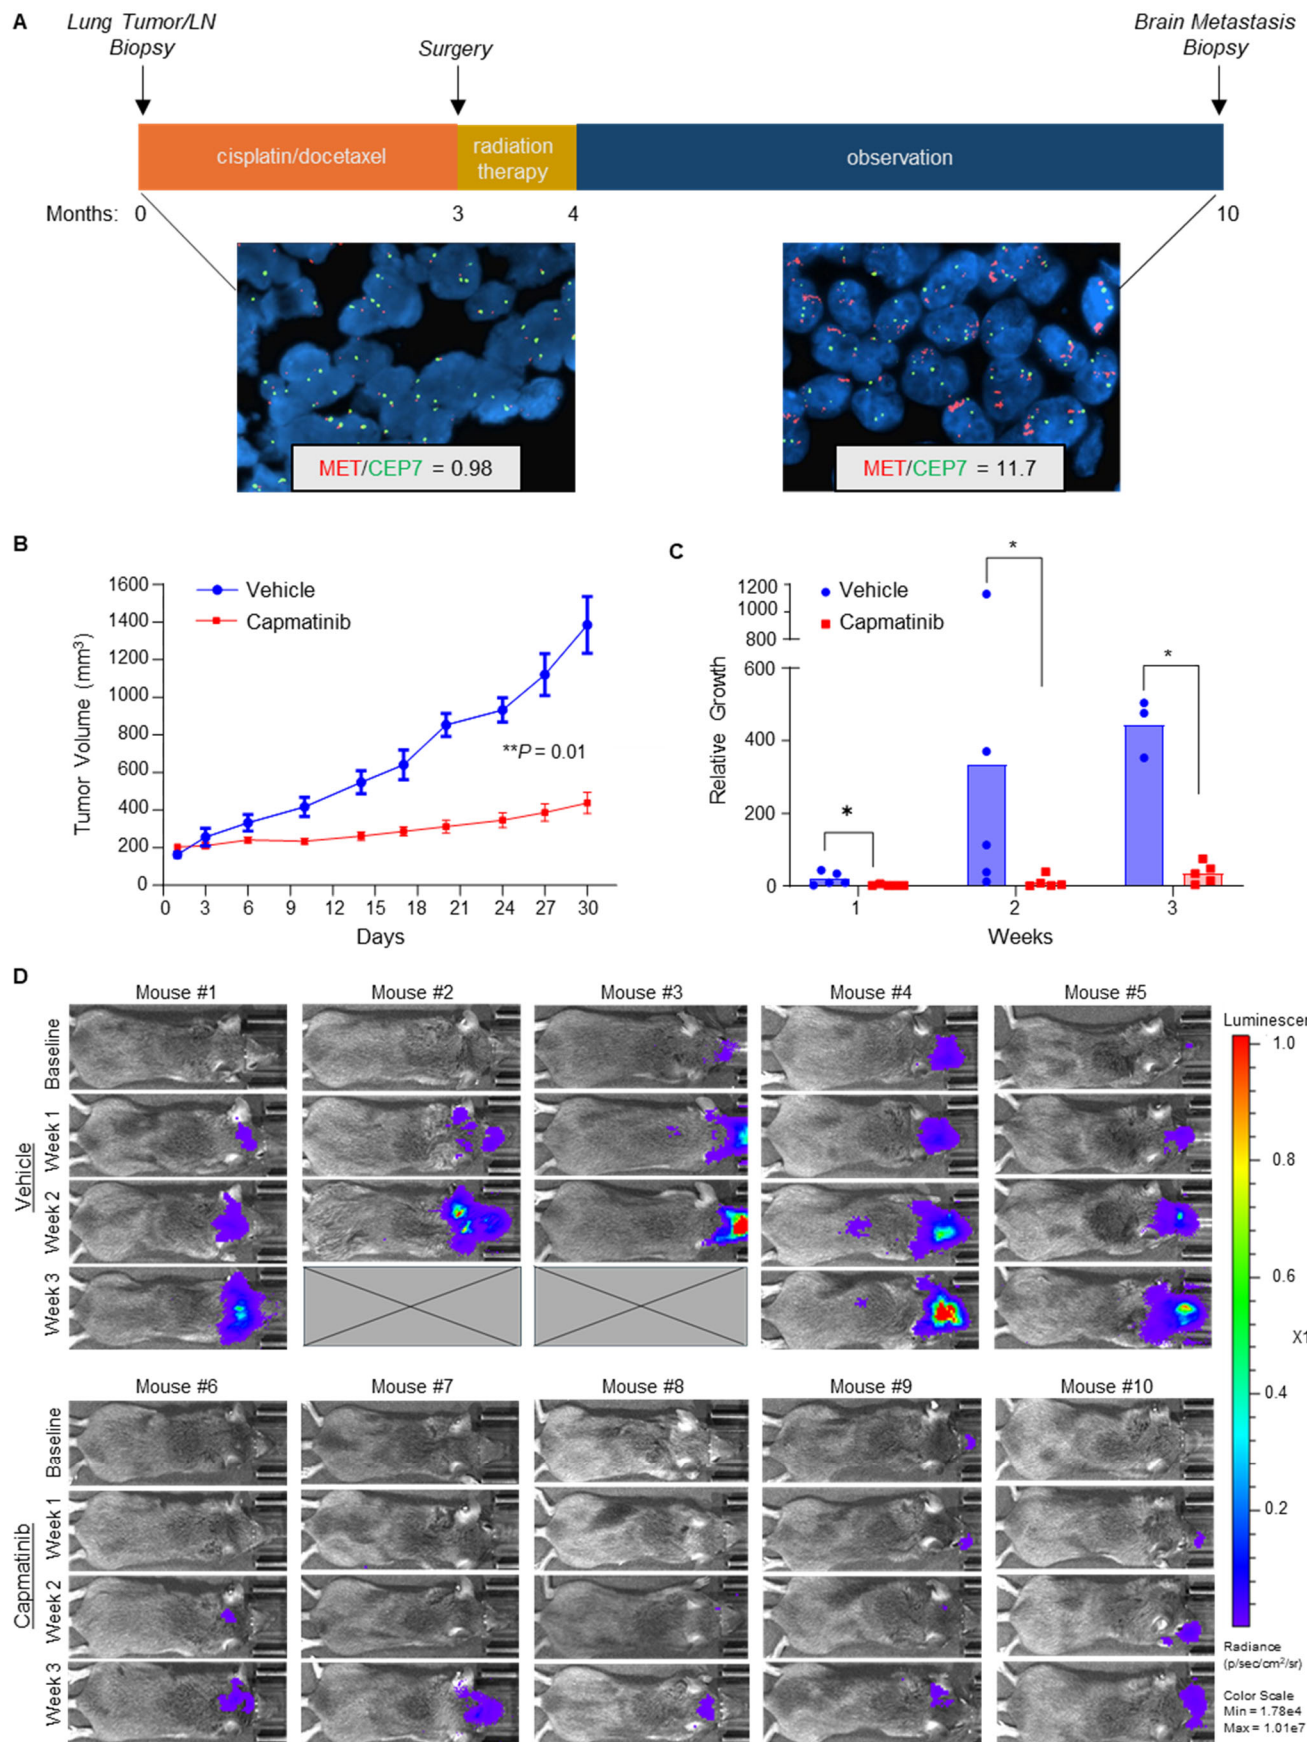 A
Lung Tumor/LN
Biopsy
Surgery
Brain Metastasis
Biopsy
cisplatin/docetaxel
radiation
therapy
observation
Months: 0 3 4 10
MET/CEP7 = 0.98
MET/CEP7 = 11.7
B
1600
1400
1200
1000
800
600
400
200
0
Tumor Volume (mm³)
Vehicle
Capmatinib
**P = 0.01
0 3 6 9 12 15 18 21 24 27 30
Days
C
1200
1000
800
600
400
200
0
Relative Growth
Vehicle
Capmatinib
*
*
*
1 2 3
Weeks
D
Mouse #1 Mouse #2 Mouse #3 Mouse #4 Mouse #5
Vehicle
Baseline
Week 1
Week 2
Week 3
Mouse #6 Mouse #7 Mouse #8 Mouse #9 Mouse #10
Capmatinib
Baseline
Week 1
Week 2
Week 3
1.0
0.8
0.6
0.4
0.2
Radiance
(p/sec/cm²/sr)
Color Scale
Min = 1.78e4
Max = 1.01e7